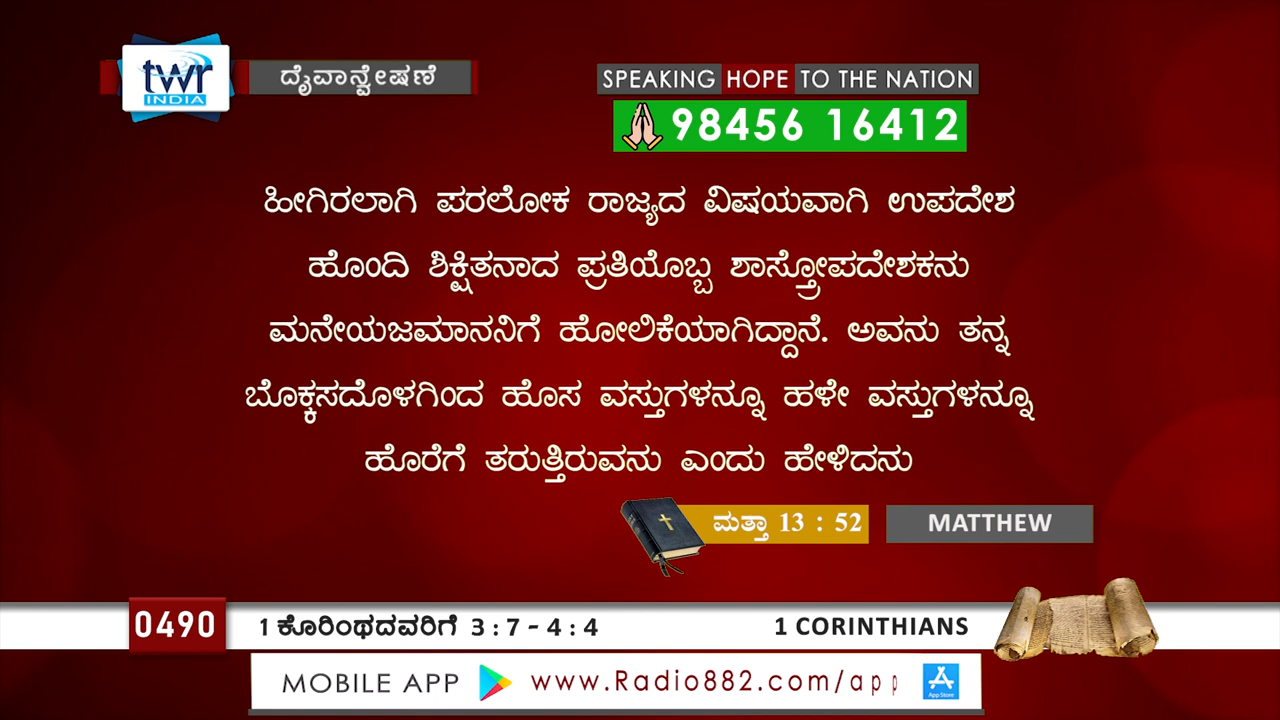 twr
INDIA
ದೈವಾನ್ವೇಷಣೆ
SPEAKING HOPE TO THE NATION
98456 16412
ಹೀಗಿರಲಾಗಿ ಪರಲೋಕ ರಾಜ್ಯದ ವಿಷಯವಾಗಿ ಉಪದೇಶ
ಹೊಂದಿ ಶಿಕ್ಷಿತನಾದ ಪ್ರತಿಯೊಬ್ಬ ಶಾಸ್ತ್ರೋಪದೇಶಕನು
ಮನೇಯಜಮಾನನಿಗೆ ಹೋಲಿಕೆಯಾಗಿದ್ದಾನೆ. ಅವನು ತನ್ನ
ಬೊಕ್ಕಸದೊಳಗಿಂದ ಹೊಸ ವಸ್ತುಗಳನ್ನೂ ಹಳೇ ವಸ್ತುಗಳನ್ನೂ
ಹೊರೆಗೆ ತರುತ್ತಿರುವನು ಎಂದು ಹೇಳಿದನು
ಮತ್ತಾ 13 : 52 MATTHEW
0490 1 ಕೊರಿಂಥದವರಿಗೆ 3 : 7 - 4 : 4 1 CORINTHIANS
MOBILE APP www.Radio882.com/app App Store